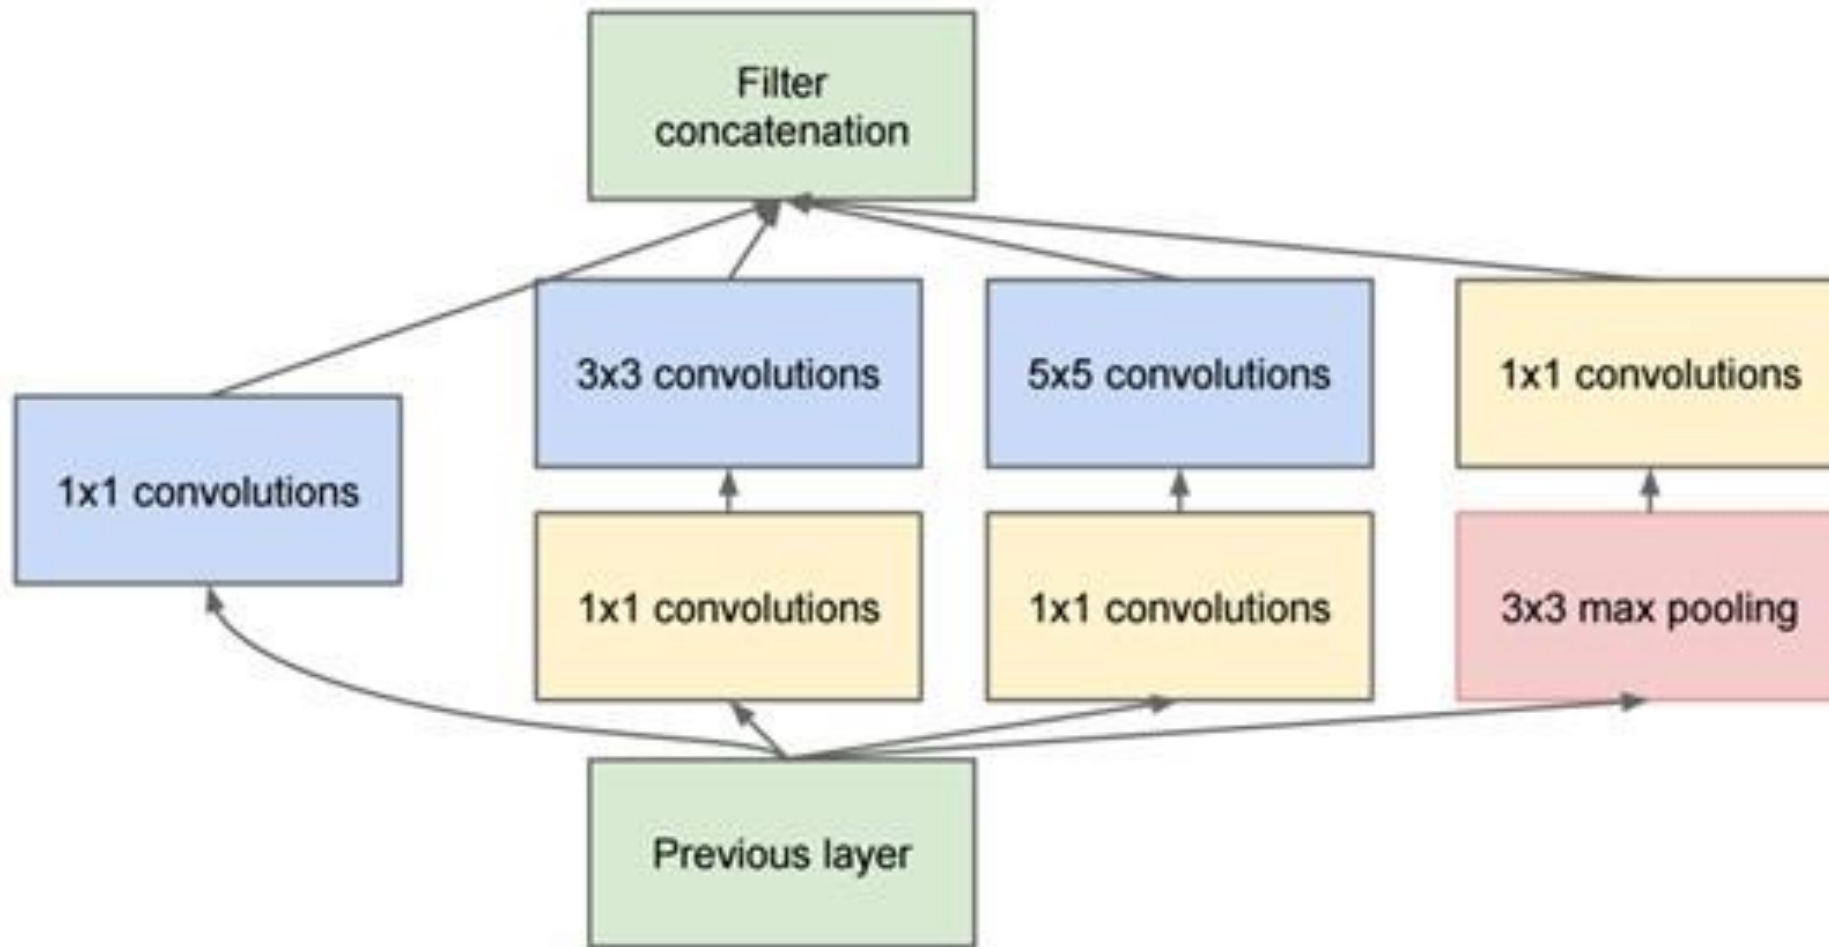 Filter
concatenation
3x3 convolutions
5x5 convolutions
1x1 convolutions
1x1 convolutions
1x1 convolutions
1x1 convolutions
3x3 max pooling
Previous layer